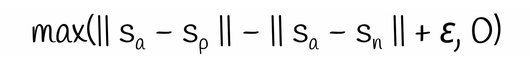 max(|| sₐ − sₚ || − || sₐ − sₙ || + ε, 0)